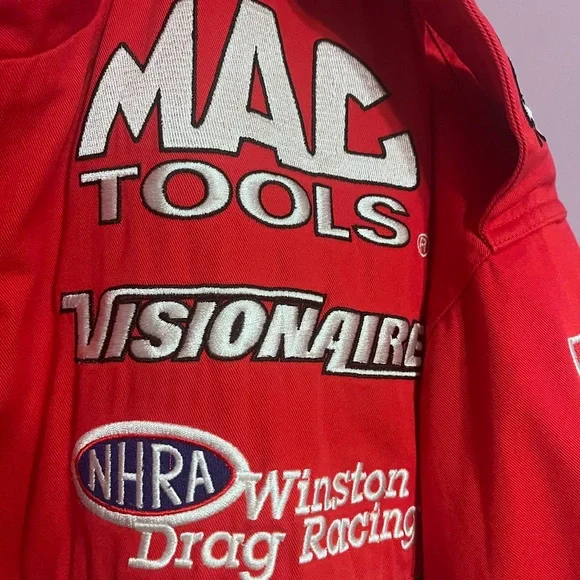 MAC
TOOLS®
VISIONAIRE
NHRA Winston
Drag Racing